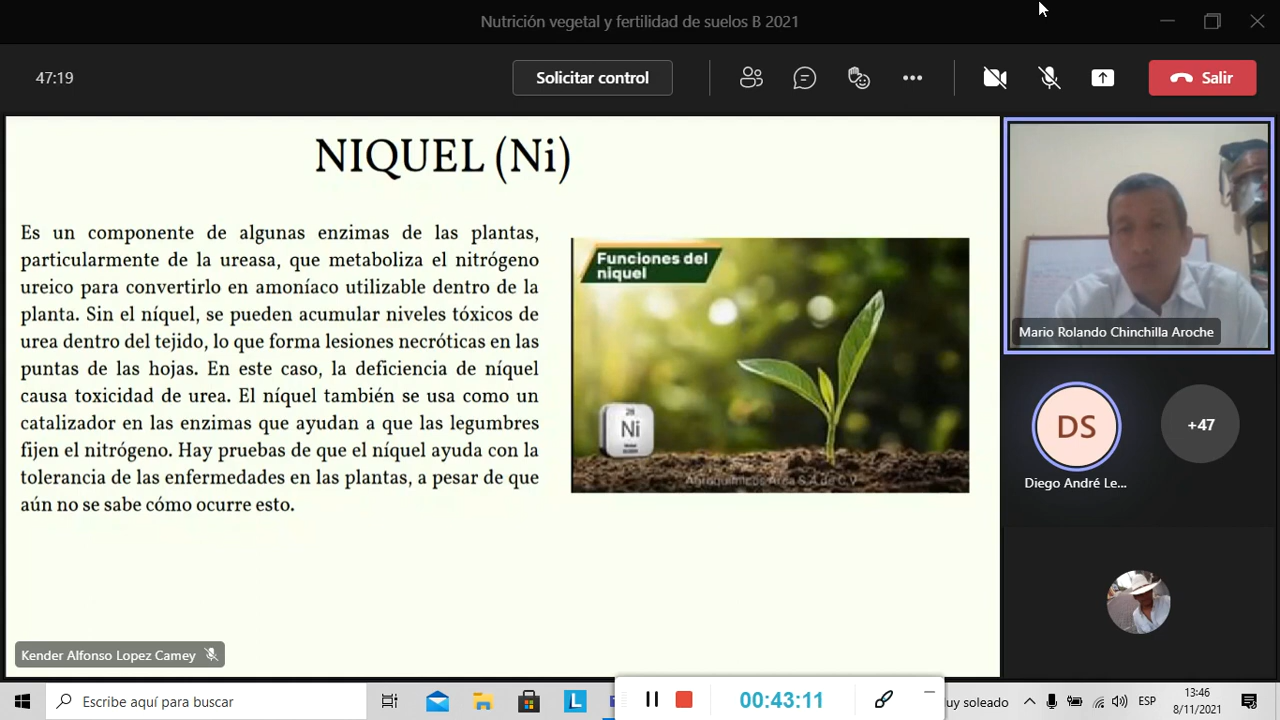 Nutrición vegetal y fertilidad de suelos B 2021
47:19
Solicitar control
Salir
NIQUEL (Ni)
Es un componente de algunas enzimas de las plantas,
particularmente de la ureasa, que metaboliza el nitrógeno
ureico para convertirlo en amoníaco utilizable dentro de la
planta. Sin el níquel, se pueden acumular niveles tóxicos de
urea dentro del tejido, lo que forma lesiones necróticas en las
puntas de las hojas. En este caso, la deficiencia de níquel
causa toxicidad de urea. El níquel también se usa como un
catalizador en las enzimas que ayudan a que las legumbres
fijen el nitrógeno. Hay pruebas de que el níquel ayuda con la
tolerancia de las enfermedades en las plantas, a pesar de que
aún no se sabe cómo ocurre esto.
Funciones del
niquel
28
Ni
Agroquímicos Arca S.A de C.V
Mario Rolando Chinchilla Aroche
DS
+47
Diego André Le...
Kender Alfonso Lopez Camey
Escribe aquí para buscar
L
00:43:11
uy soleado
ESP
13:46
8/11/2021